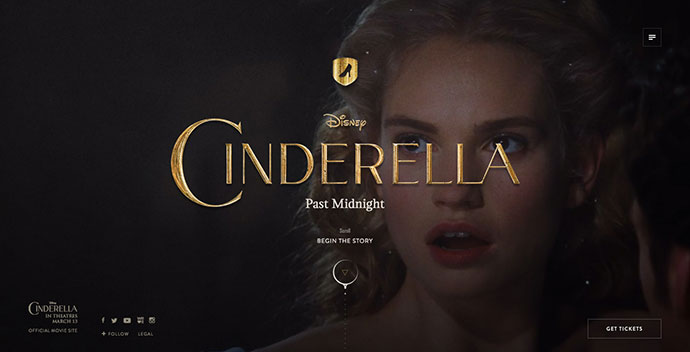 Disney
CINDERELLA
Past Midnight
Scroll
BEGIN THE STORY
Disney
CINDERELLA
IN THEATRES
MARCH 13
OFFICIAL MOVIE SITE
+ FOLLOW
LEGAL
GET TICKETS